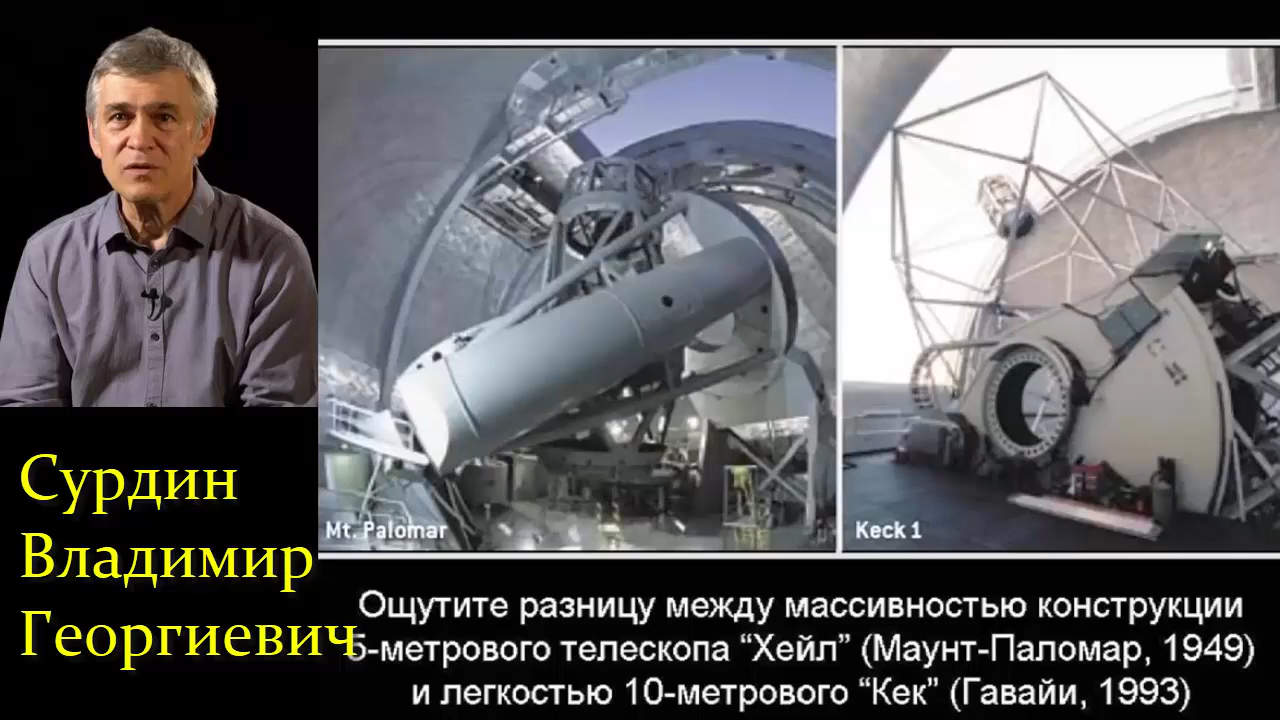 Сурдин
Владимир
Георгиевич
Mt. Palomar
Keck 1
Ощутите разницу между массивностью конструкции
5-метрового телескопа “Хейл” (Маунт-Паломар, 1949)
и легкостью 10-метрового “Кек” (Гавайи, 1993)